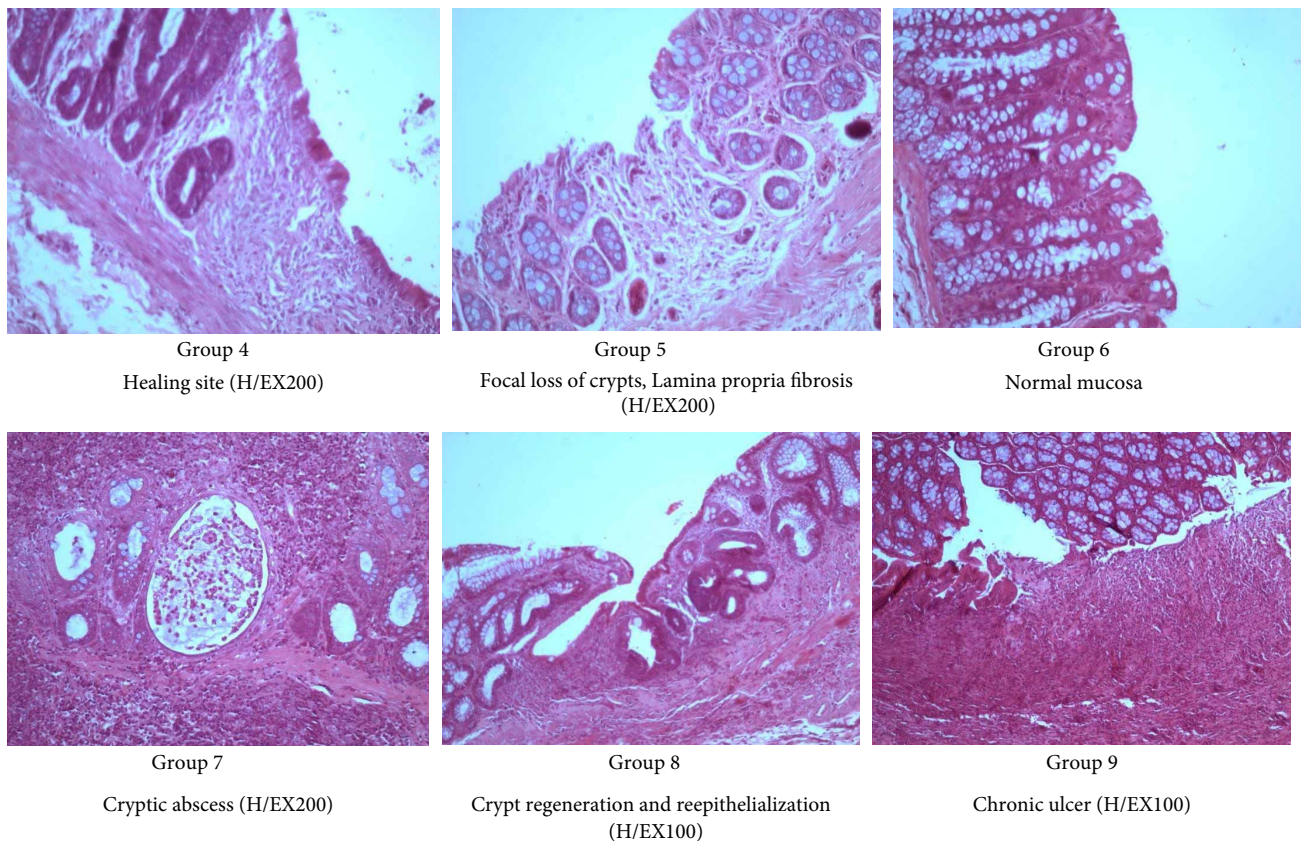 Group 4
Healing site (H/EX200)
Group 5
Focal loss of crypts, Lamina propria fibrosis
(H/EX200)
Group 6
Normal mucosa
Group 7
Cryptic abscess (H/EX200)
Group 8
Crypt regeneration and reepithelialization
(H/EX100)
Group 9
Chronic ulcer (H/EX100)